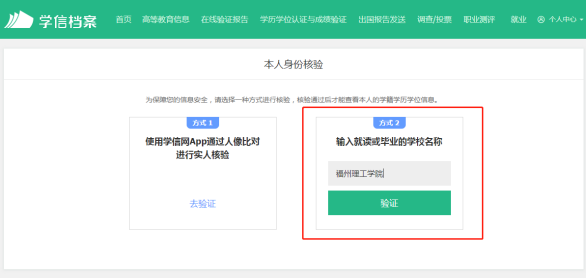 学信档案 首页 高等教育信息 在线验证报告 学历学位认证与成绩验证 出国报告发送 调查/投票 职业测评 就业 个人中心
本人身份核验
为保障您的信息安全，请选择一种方式进行核验，核验通过后才能查看本人的学籍学历学位信息。
方式 1
使用学信网App通过人像比对
进行实人核验
去验证
方式 2
输入就读或毕业的学校名称
福州理工学院
验证